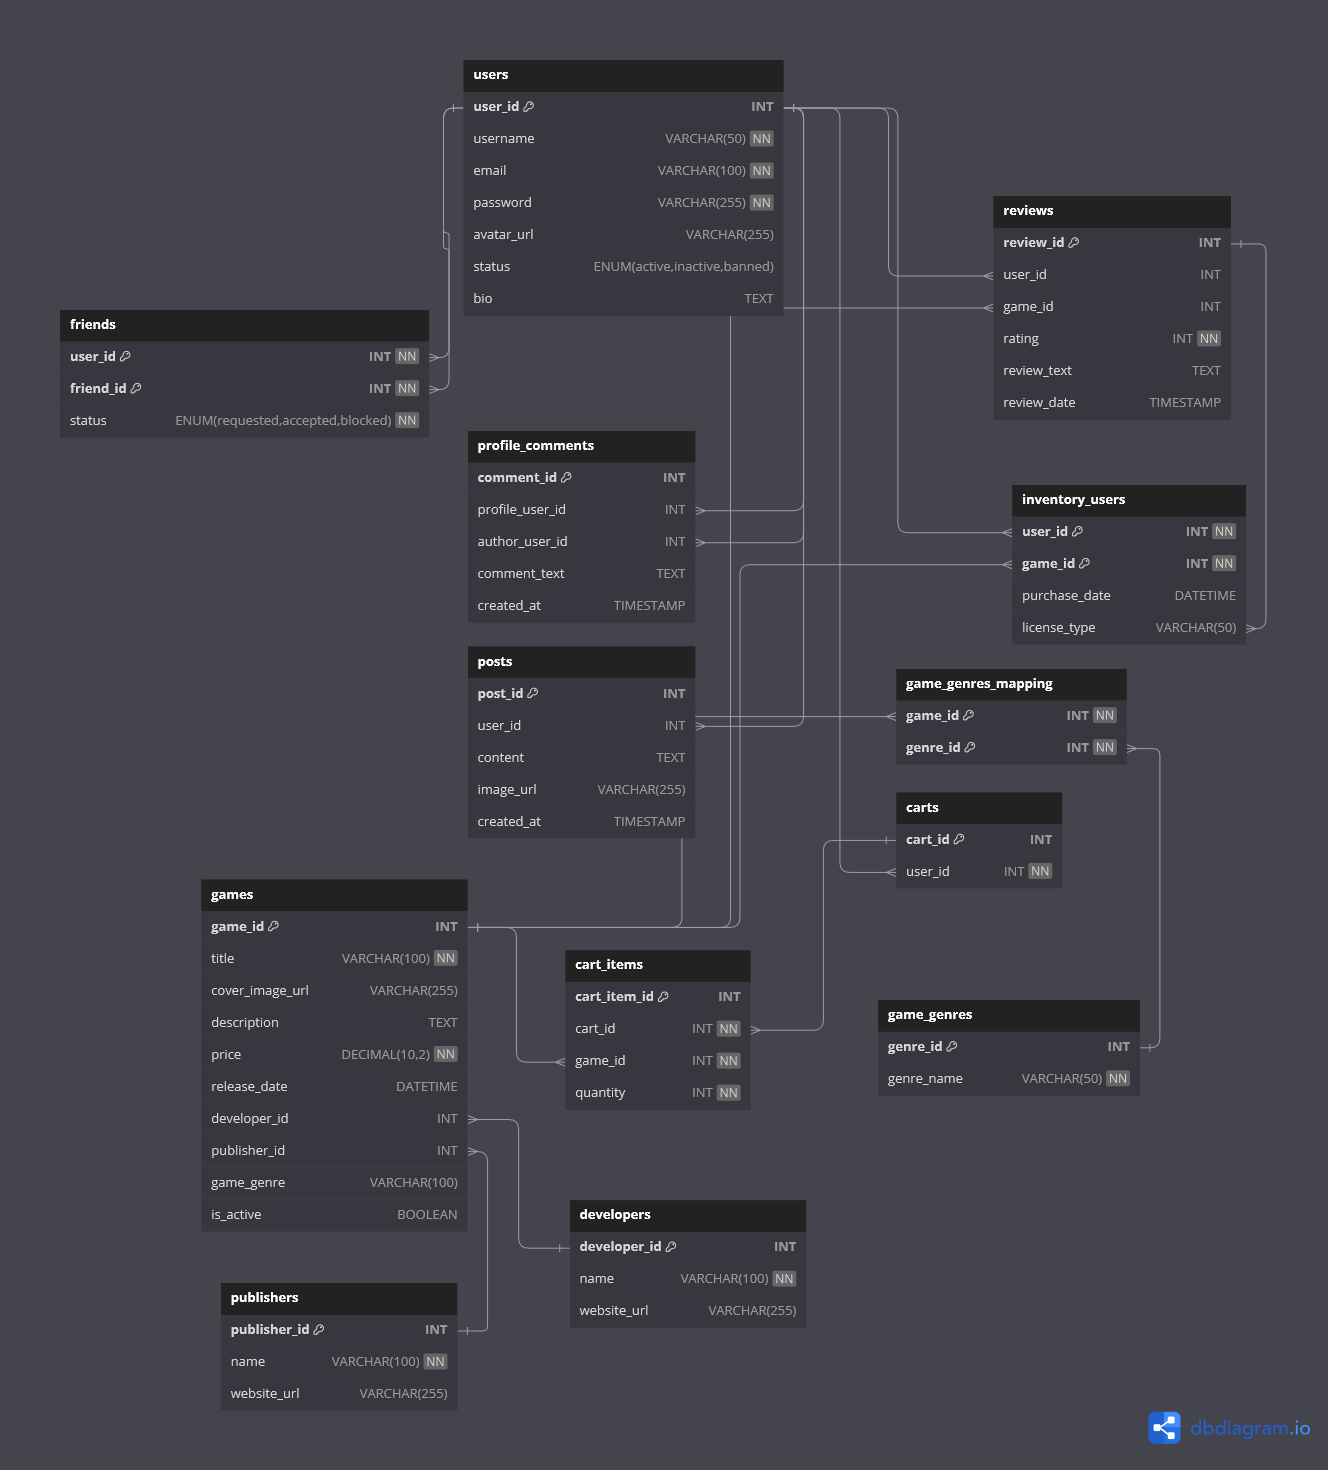 users
user_id INT
username VARCHAR(50) NN
email VARCHAR(100) NN
password VARCHAR(255) NN
avatar_url VARCHAR(255)
status ENUM(active,inactive,banned)
bio TEXT
reviews
review_id INT
user_id INT
game_id INT
rating INT NN
review_text TEXT
review_date TIMESTAMP
friends
user_id INT NN
friend_id INT NN
status ENUM(requested,accepted,blocked) NN
profile_comments
comment_id INT
profile_user_id INT
author_user_id INT
comment_text TEXT
created_at TIMESTAMP
inventory_users
user_id INT NN
game_id INT NN
purchase_date DATETIME
license_type VARCHAR(50)
posts
post_id INT
user_id INT
content TEXT
image_url VARCHAR(255)
created_at TIMESTAMP
game_genres_mapping
game_id INT NN
genre_id INT NN
carts
cart_id INT
user_id INT NN
games
game_id INT
title VARCHAR(100) NN
cover_image_url VARCHAR(255)
description TEXT
price DECIMAL(10,2) NN
release_date DATETIME
developer_id INT
publisher_id INT
game_genre VARCHAR(100)
is_active BOOLEAN
cart_items
cart_item_id INT
cart_id INT NN
game_id INT NN
quantity INT NN
game_genres
genre_id INT
genre_name VARCHAR(50) NN
developers
developer_id INT
name VARCHAR(100) NN
website_url VARCHAR(255)
publishers
publisher_id INT
name VARCHAR(100) NN
website_url VARCHAR(255)
dbdiagram.io